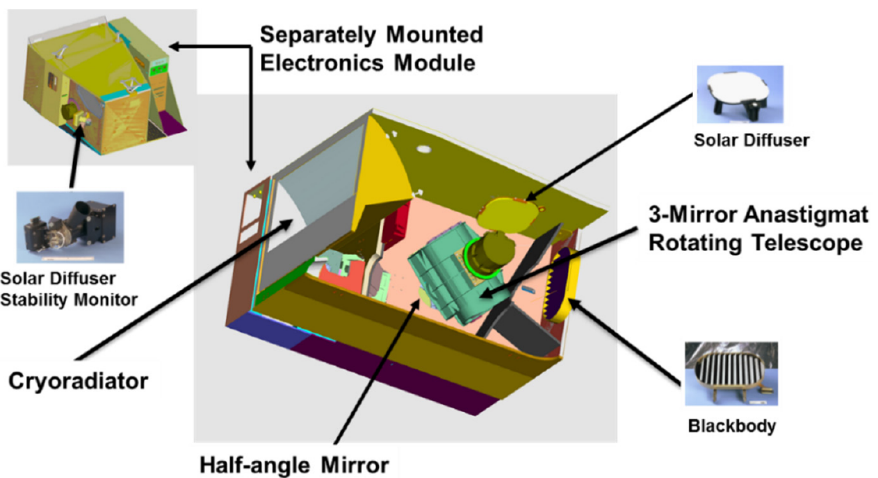 Separately Mounted
Electronics Module
Solar Diffuser
3-Mirror Anastigmat
Rotating Telescope
Solar Diffuser
Stability Monitor
Cryoradiator
Blackbody
Half-angle Mirror